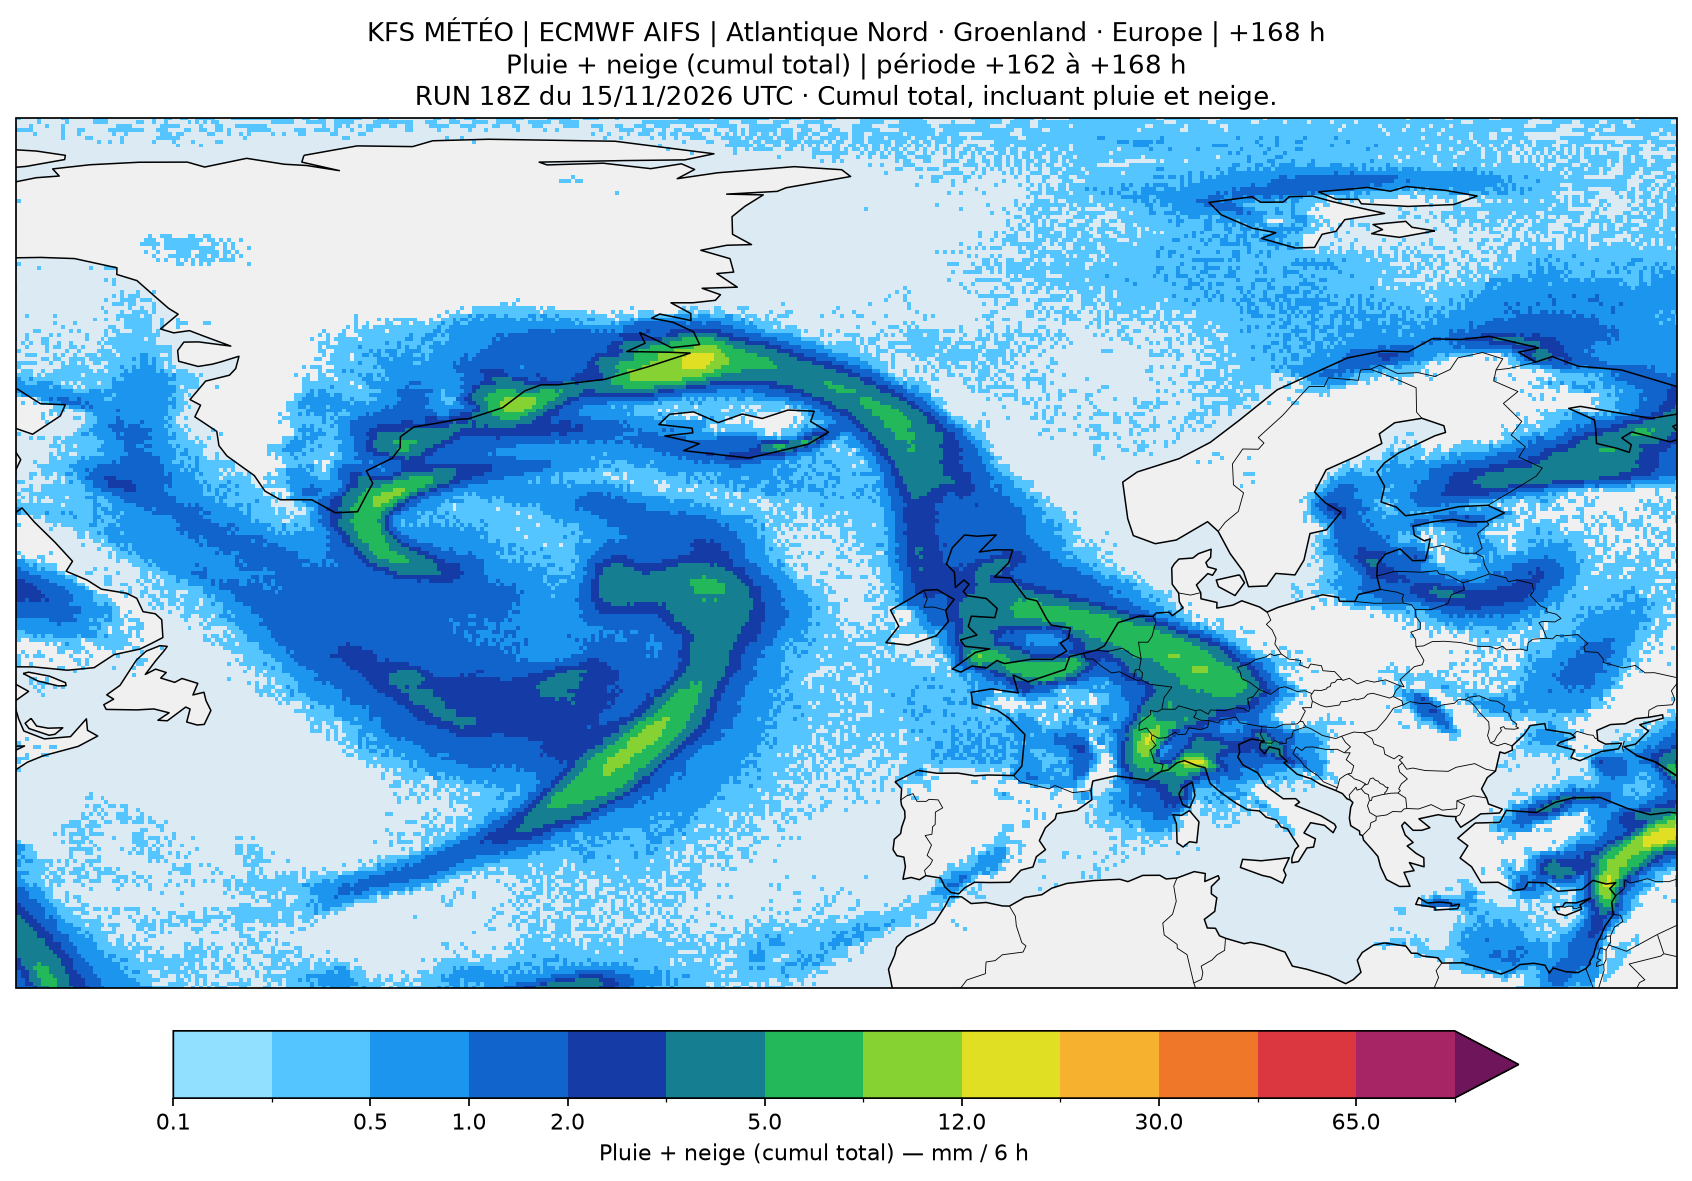 KFS MÉTÉO | ECMWF AIFS | Atlantique Nord · Groenland · Europe | +168 h
Pluie + neige (cumul total) | période +162 à +168 h
RUN 18Z du 15/11/2026 UTC · Cumul total, incluant pluie et neige.
0.1 0.5 1.0 2.0 5.0 12.0 30.0 65.0
Pluie + neige (cumul total) — mm / 6 h